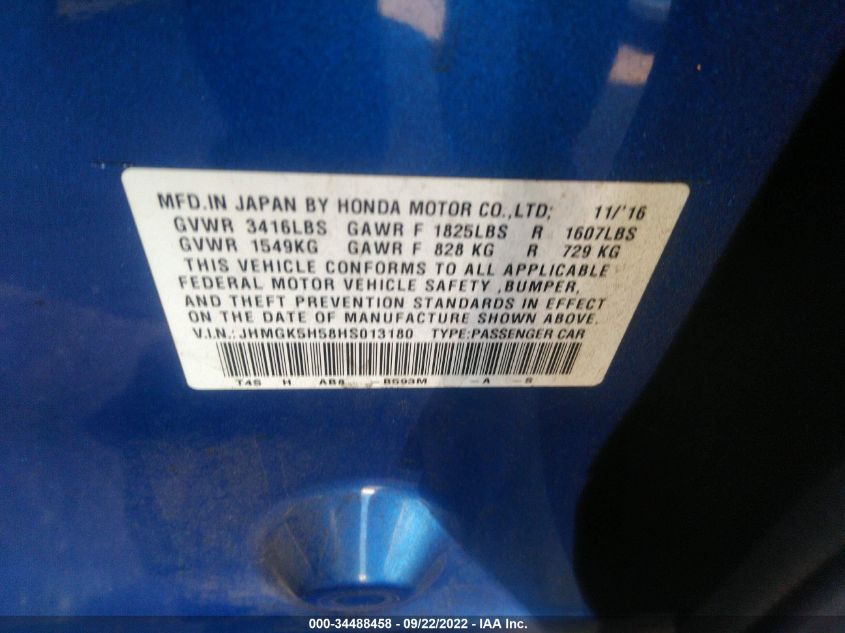 MFD.IN JAPAN BY HONDA MOTOR CO.,LTD; 11/'16
GVWR 3416LBS GAWR F 1825LBS R 1607LBS
GVWR 1549KG GAWR F 828 KG R 729 KG
THIS VEHICLE CONFORMS TO ALL APPLICABLE
FEDERAL MOTOR VEHICLE SAFETY ,BUMPER,
AND THEFT PREVENTION STANDARDS IN EFFECT
ON THE DATE OF MANUFACTURE SHOWN ABOVE.
V.I.N.: JHMGK5H58HS013180 TYPE:PASSENGER CAR
T4S H AB8 -B593M -A -S
000-34488458 - 09/22/2022 - IAA Inc.